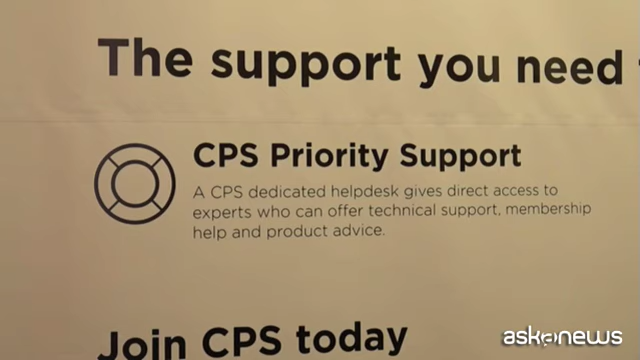 The support you need
CPS Priority Support
A CPS dedicated helpdesk gives direct access to
experts who can offer technical support, membership
help and product advice.
Join CPS today
askanews